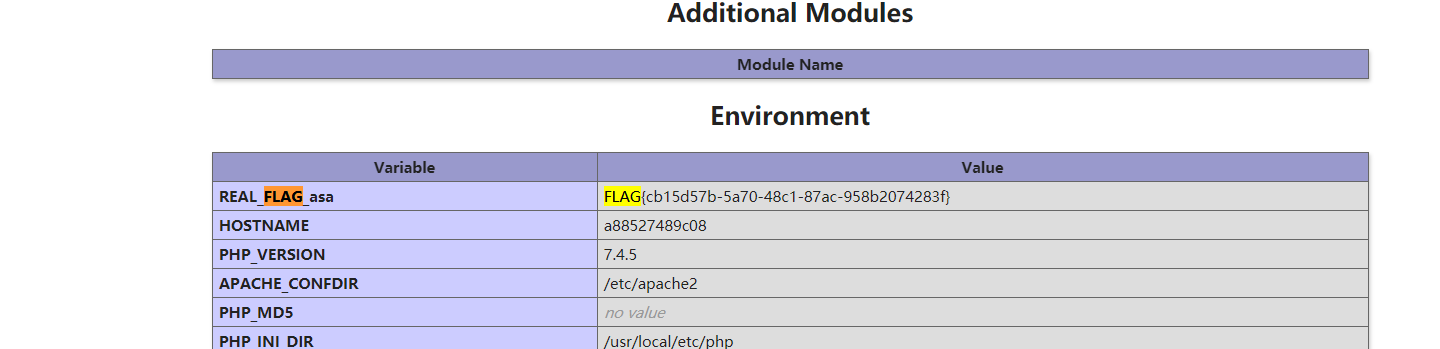 Additional Modules
Module Name
Environment
Variable Value
REAL_FLAG_asa FLAG{cb15d57b-5a70-48c1-87ac-958b2074283f}
HOSTNAME a88527489c08
PHP_VERSION 7.4.5
APACHE_CONFDIR /etc/apache2
PHP_MD5 no value
PHP_INI_DIR /usr/local/etc/php